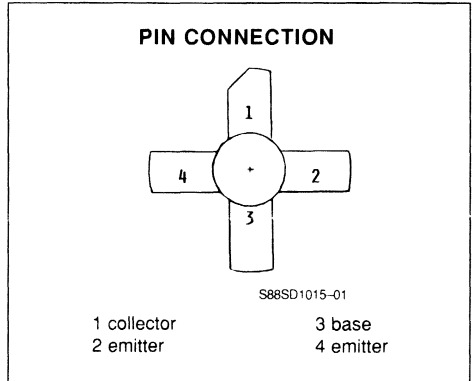 PIN CONNECTION
1
4
2
3
S88SD1015-01
1 collector 3 base
2 emitter 4 emitter